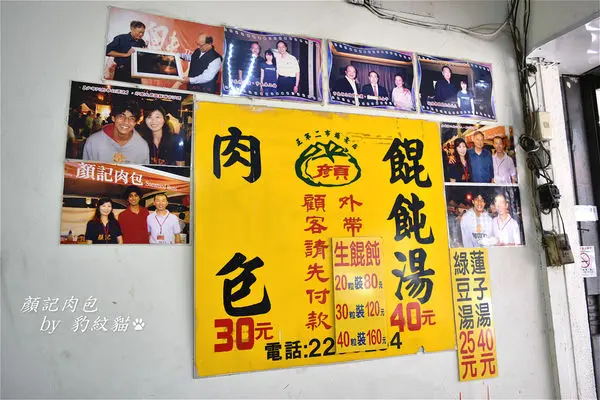 顏記肉包
肉包
30元
顏
外帶
顧客請先付款
生餛飩
20粒裝80元
30粒裝120元
40粒裝160元
餛飩湯
40元
蓮子湯40元
綠豆湯25元
顏記肉包
by 豹紋貓